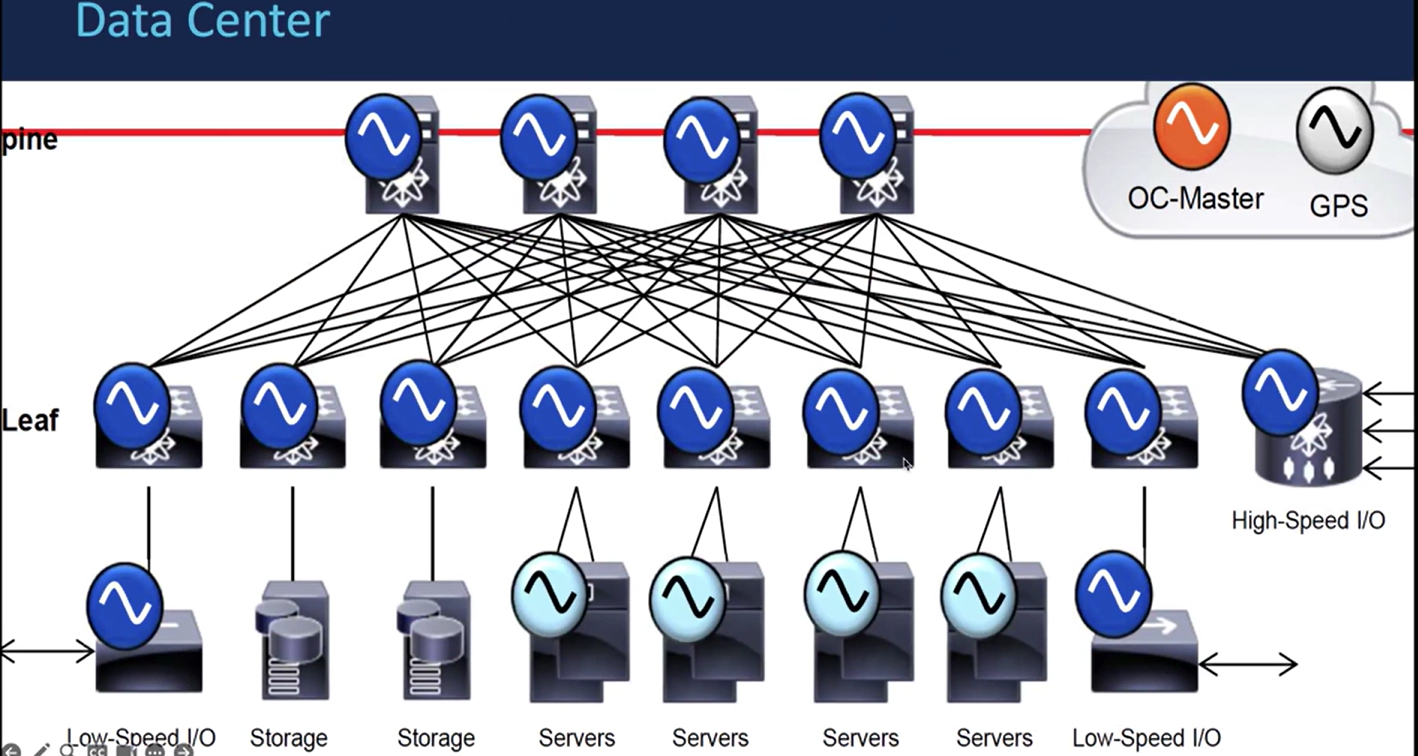 Data Center
pine
OC-Master
GPS
Leaf
High-Speed I/O
Low-Speed I/O
Storage
Storage
Servers
Servers
Servers
Servers
Low-Speed I/O
CC